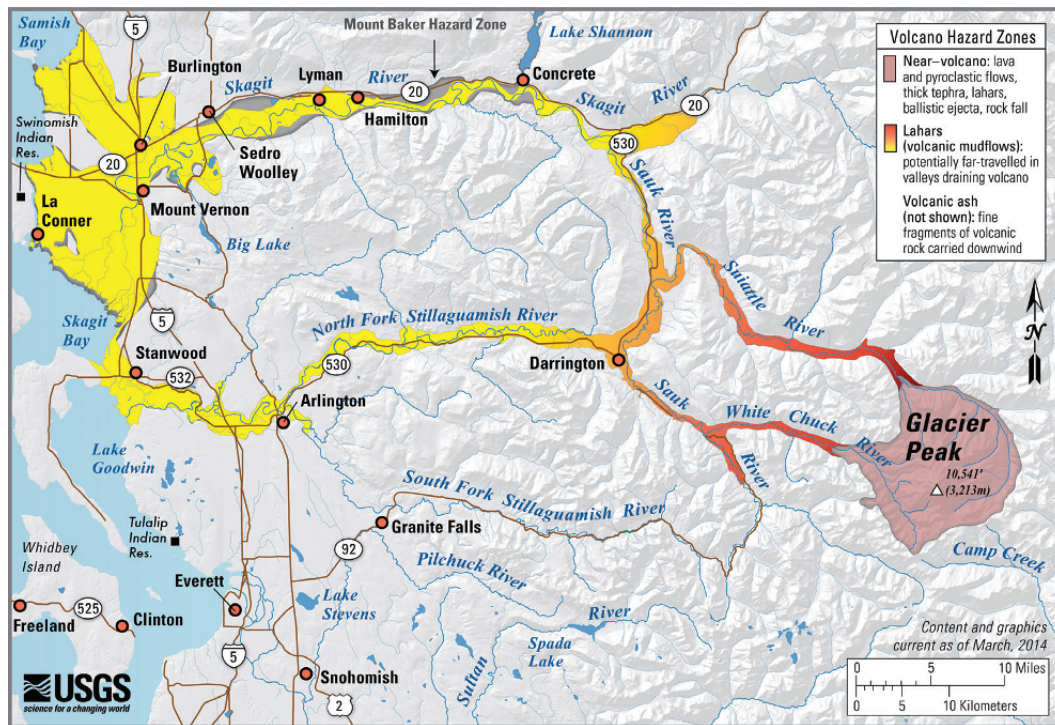 Samish
Bay
5
Burlington
Skagit
Lyman
River
Mount Baker Hazard Zone
20
Lake Shannon
Concrete
Skagit
River
20
Hamilton
Swinomish
Indian
Res.
20
Sedro
Woolley
530
Sauk
River
La
Conner
Mount Vernon
Big Lake
Suiattle
River
Skagit
Bay
5
North Fork Stillaguamish River
Stanwood
532
530
Darrington
Arlington
Sauk
River
White Chuck
River
Glacier
Peak
10,541'
(3,213m)
Lake
Goodwin
South Fork Stillaguamish River
Granite Falls
Tulalip
Indian
Res.
92
Camp Creek
Whidbey
Island
Pilchuck River
Everett
Lake
Stevens
525
Freeland
Clinton
River
Spada
Lake
Sultan
5
Snohomish
2
Volcano Hazard Zones
Near–volcano: lava
and pyroclastic flows,
thick tephra, lahars,
ballistic ejecta, rock fall
Lahars
(volcanic mudflows):
potentially far-travelled in
valleys draining volcano
Volcanic ash
(not shown): fine
fragments of volcanic
rock carried downwind
N
Content and graphics
current as of March, 2014
0 5 10 Miles
0 5 10 Kilometers
USGS
science for a changing world